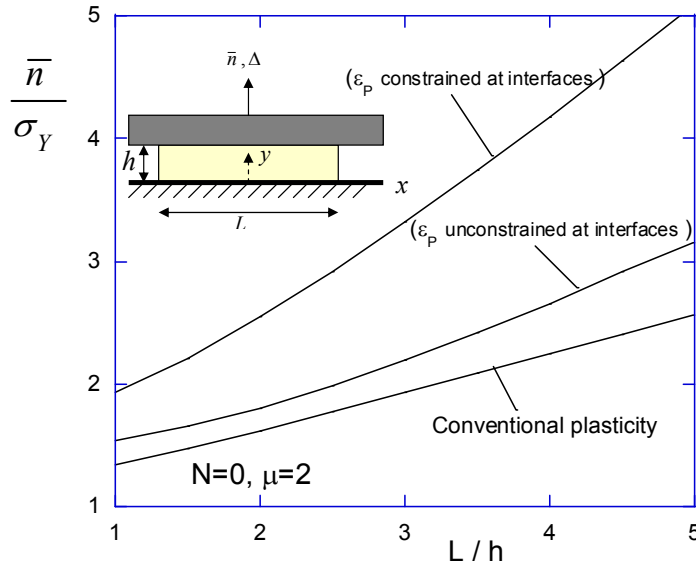 n̄
σ_Y
5
4
3
2
1
n̄, Δ
h
y
x
L
(ε_P constrained at interfaces )
(ε_P unconstrained at interfaces )
Conventional plasticity
N=0, μ=2
1
2
3
4
5
L / h